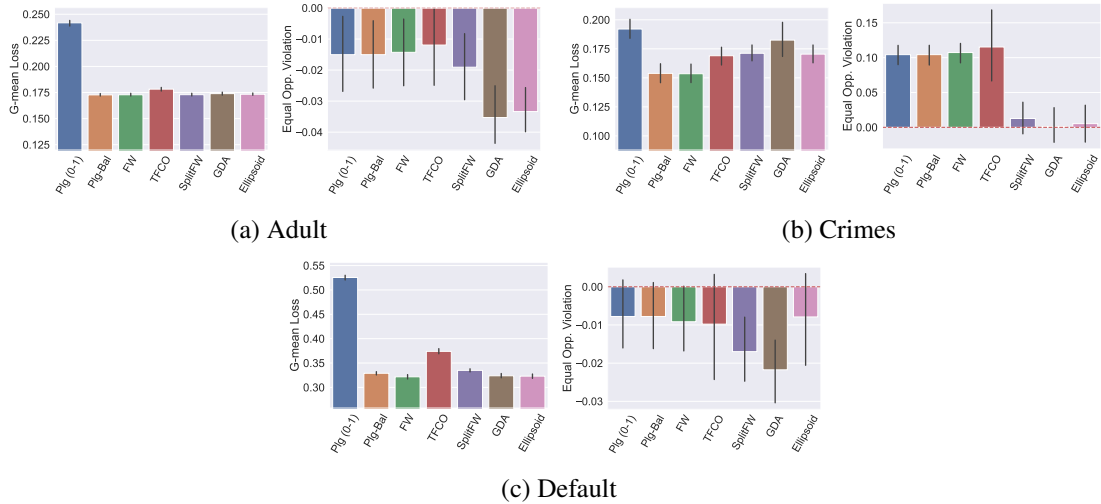 0.250
0.225
0.200
0.175
0.150
0.125
G-mean Loss
Plg (0-1)
Plg-Bal
FW
TFCO
SplitFW
GDA
Ellipsoid
0.00
−0.01
−0.02
−0.03
−0.04
Equal Opp. Violation
Plg (0-1)
Plg-Bal
FW
TFCO
SplitFW
GDA
Ellipsoid
(a) Adult
0.200
0.175
0.150
0.125
0.100
G-mean Loss
Plg (0-1)
Plg-Bal
FW
TFCO
SplitFW
GDA
Ellipsoid
0.15
0.10
0.05
0.00
Equal Opp. Violation
Plg (0-1)
Plg-Bal
FW
TFCO
SplitFW
GDA
Ellipsoid
(b) Crimes
0.55
0.50
0.45
0.40
0.35
0.30
G-mean Loss
Plg (0-1)
Plg-Bal
FW
TFCO
SplitFW
GDA
Ellipsoid
0.00
−0.01
−0.02
−0.03
Equal Opp. Violation
Plg (0-1)
Plg-Bal
FW
TFCO
SplitFW
GDA
Ellipsoid
(c) Default